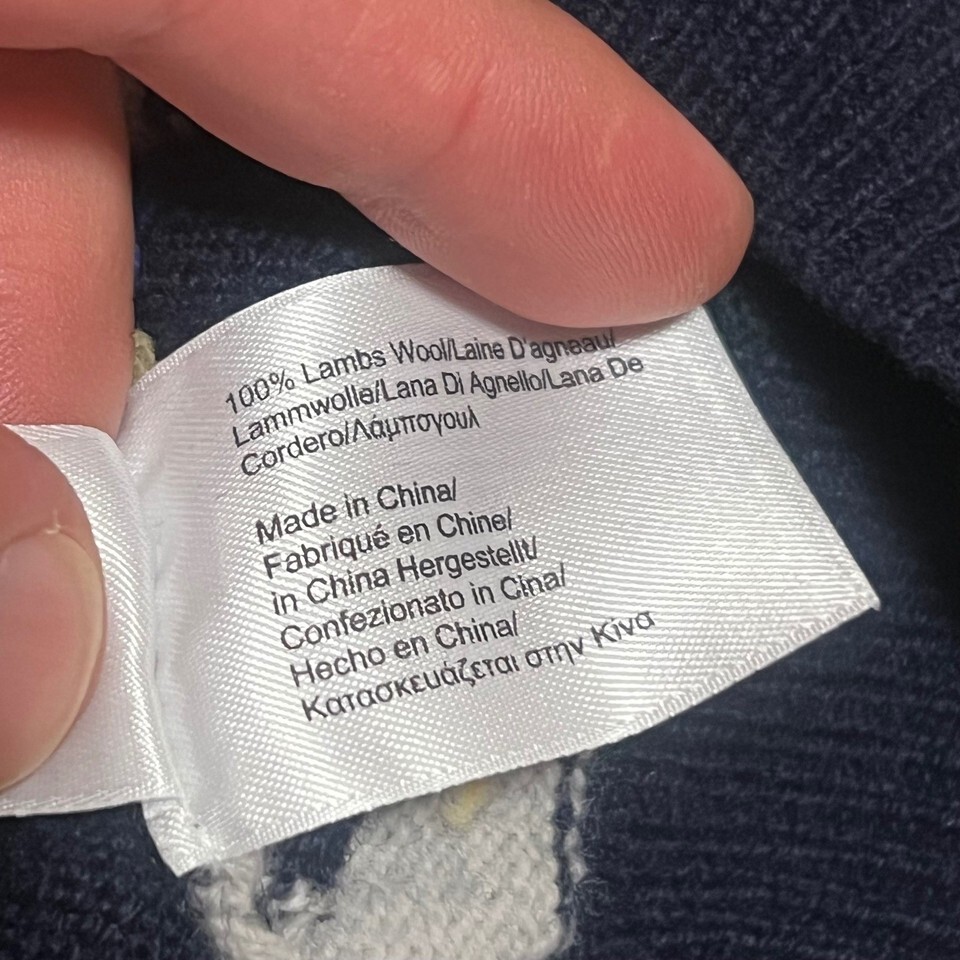 100% Lambs Wool/Laine D'agneau/
Lammwolle/Lana Di Agnello/Lana De
Cordero/Λάμπογουλ
Made in China/
Fabriqué en Chine/
in China Hergestellt/
Confezionato in Cina/
Hecho en China/
Κατασκευάζεται στην Κίνα